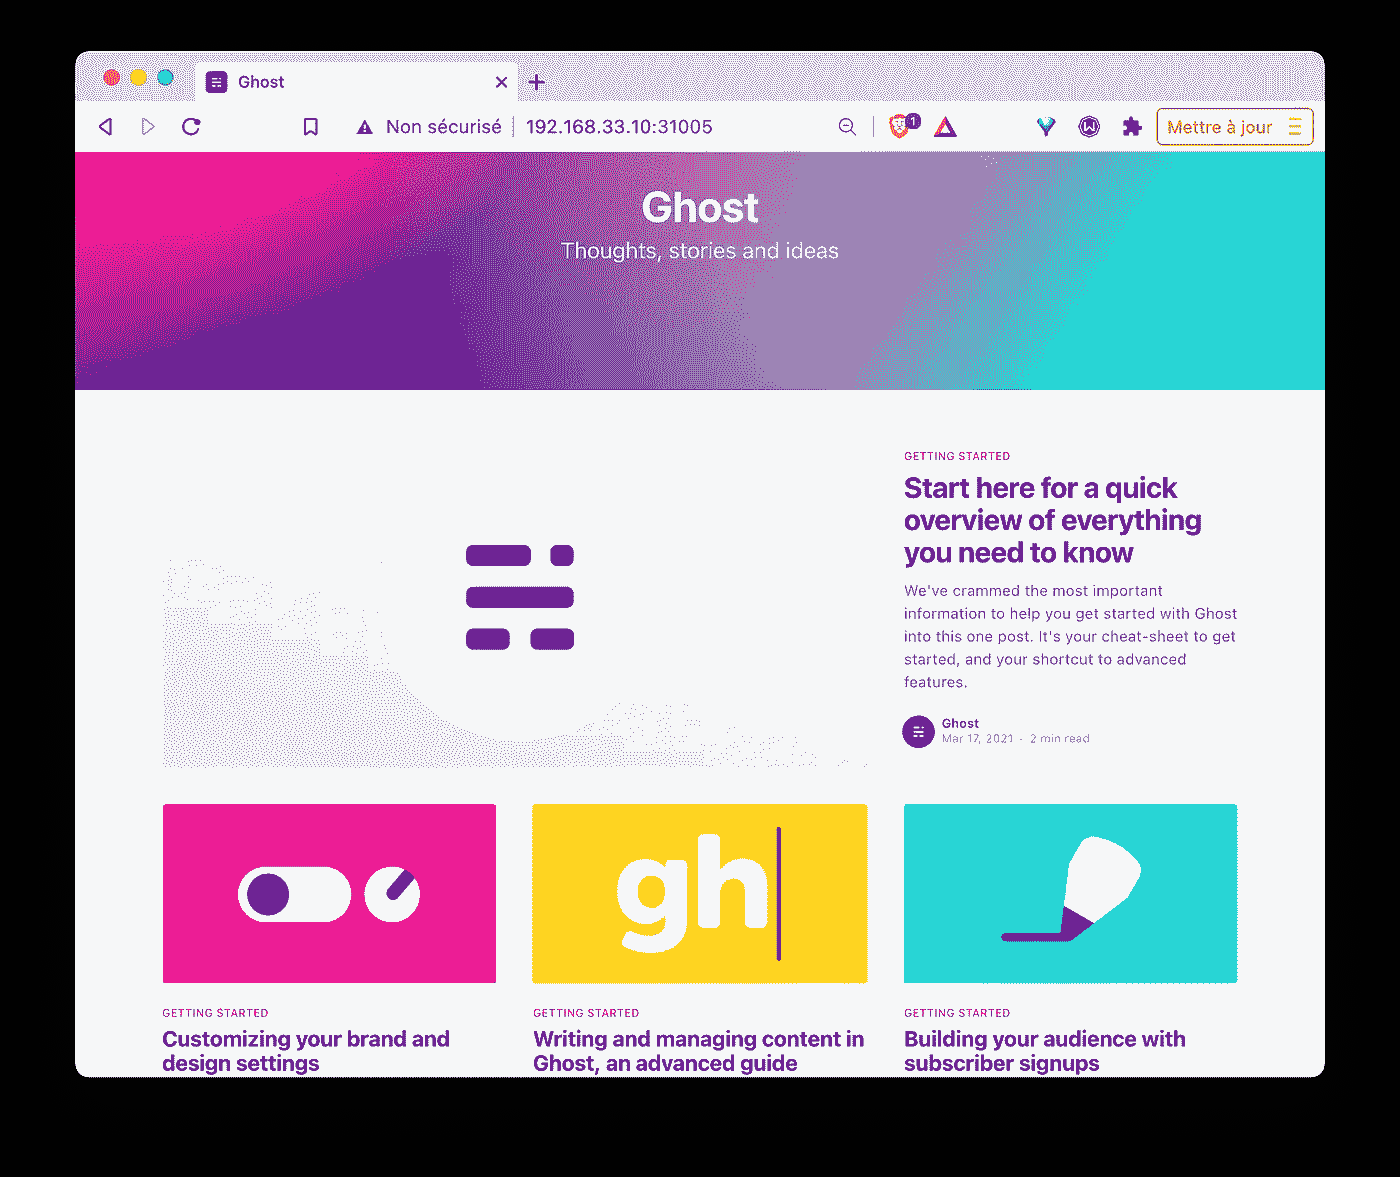 Ghost
Non sécurisé 192.168.33.10:31005
1
Mettre à jour
Ghost
Thoughts, stories and ideas
GETTING STARTED
Start here for a quick
overview of everything
you need to know
We've crammed the most important
information to help you get started with Ghost
into this one post. It's your cheat-sheet to get
started, and your shortcut to advanced
features.
Ghost
Mar 17, 2021 - 2 min read
gh
GETTING STARTED
Customizing your brand and
design settings
GETTING STARTED
Writing and managing content in
Ghost, an advanced guide
GETTING STARTED
Building your audience with
subscriber signups